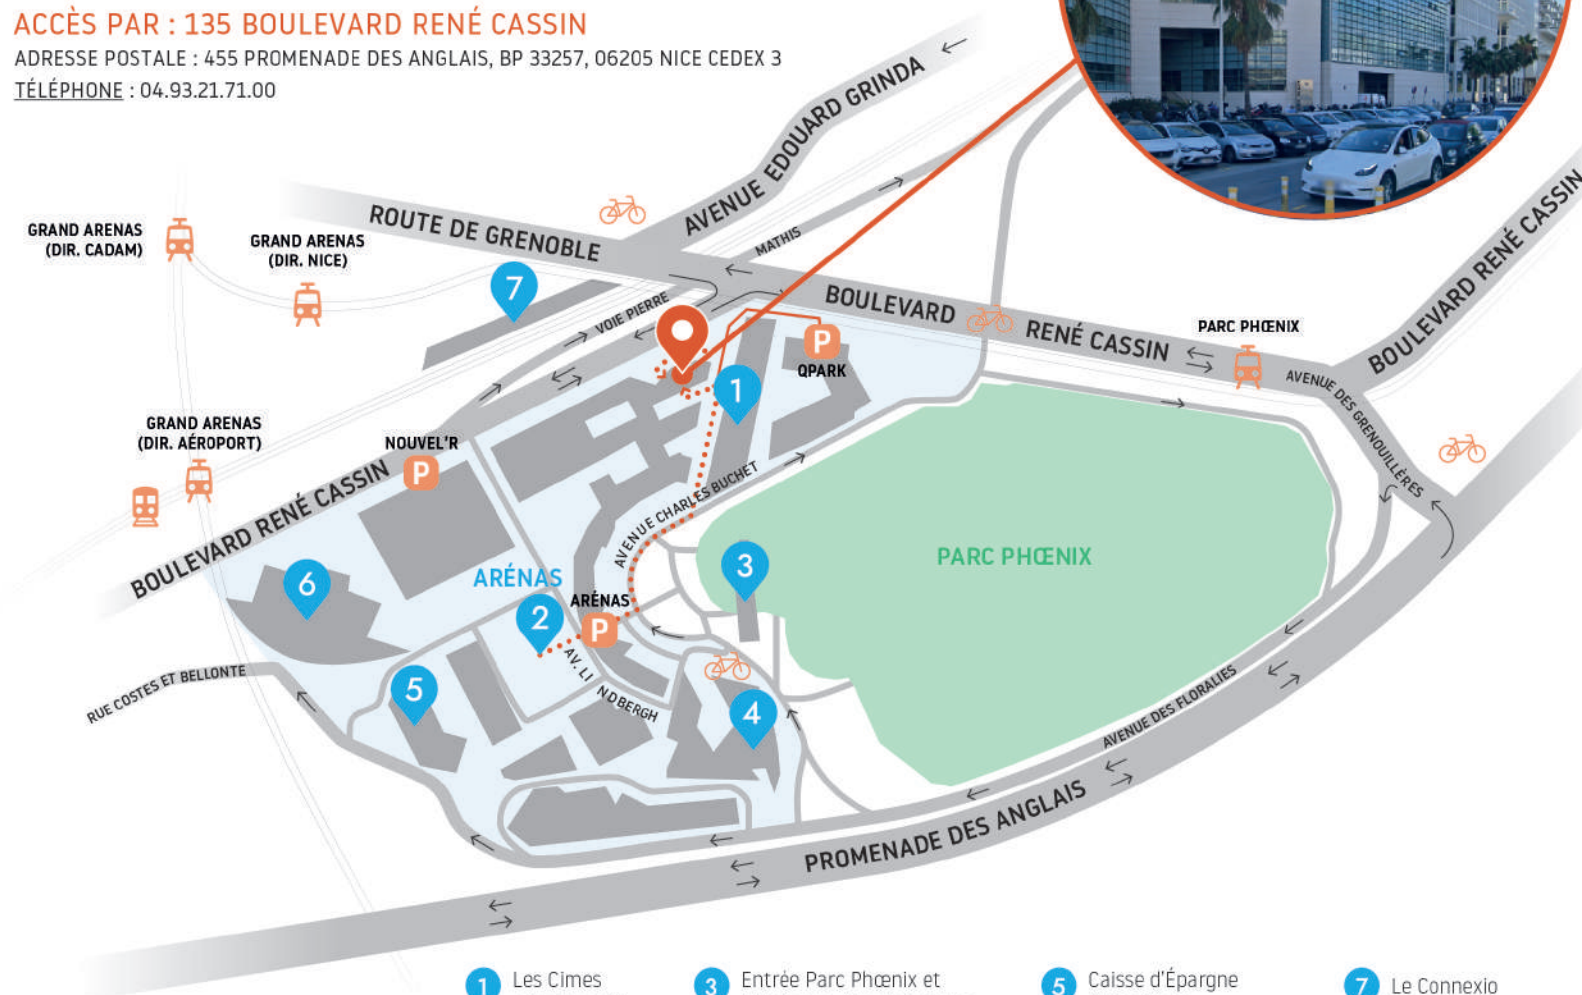 ACCÈS PAR : 135 BOULEVARD RENÉ CASSIN
ADRESSE POSTALE : 455 PROMENADE DES ANGLAIS, BP 33257, 06205 NICE CEDEX 3
TÉLÉPHONE : 04.93.21.71.00
AVENUE EDOUARD GRINDA
ROUTE DE GRENOBLE
MATHIS
GRAND ARENAS
(DIR. CADAM)
GRAND ARENAS
(DIR. NICE)
7
VOIE PIERRE
BOULEVARD RENÉ CASSIN
BOULEVARD RENÉ CASSIN
PARC PHŒNIX
P
QPARK
1
AVENUE DES GRENOUILLÈRES
GRAND ARENAS
(DIR. AÉROPORT)
NOUVEL'R
P
BOULEVARD RENÉ CASSIN
AVENUE CHARLES BUCHET
PARC PHŒNIX
3
6
ARÉNAS
2
ARÉNAS
P
AV. LINDBERGH
RUE COSTES ET BELLONTE
5
4
AVENUE DES FLORALIES
PROMENADE DES ANGLAIS
1 Les Cimes
3 Entrée Parc Phœnix et
5 Caisse d'Épargne
7 Le Connexio